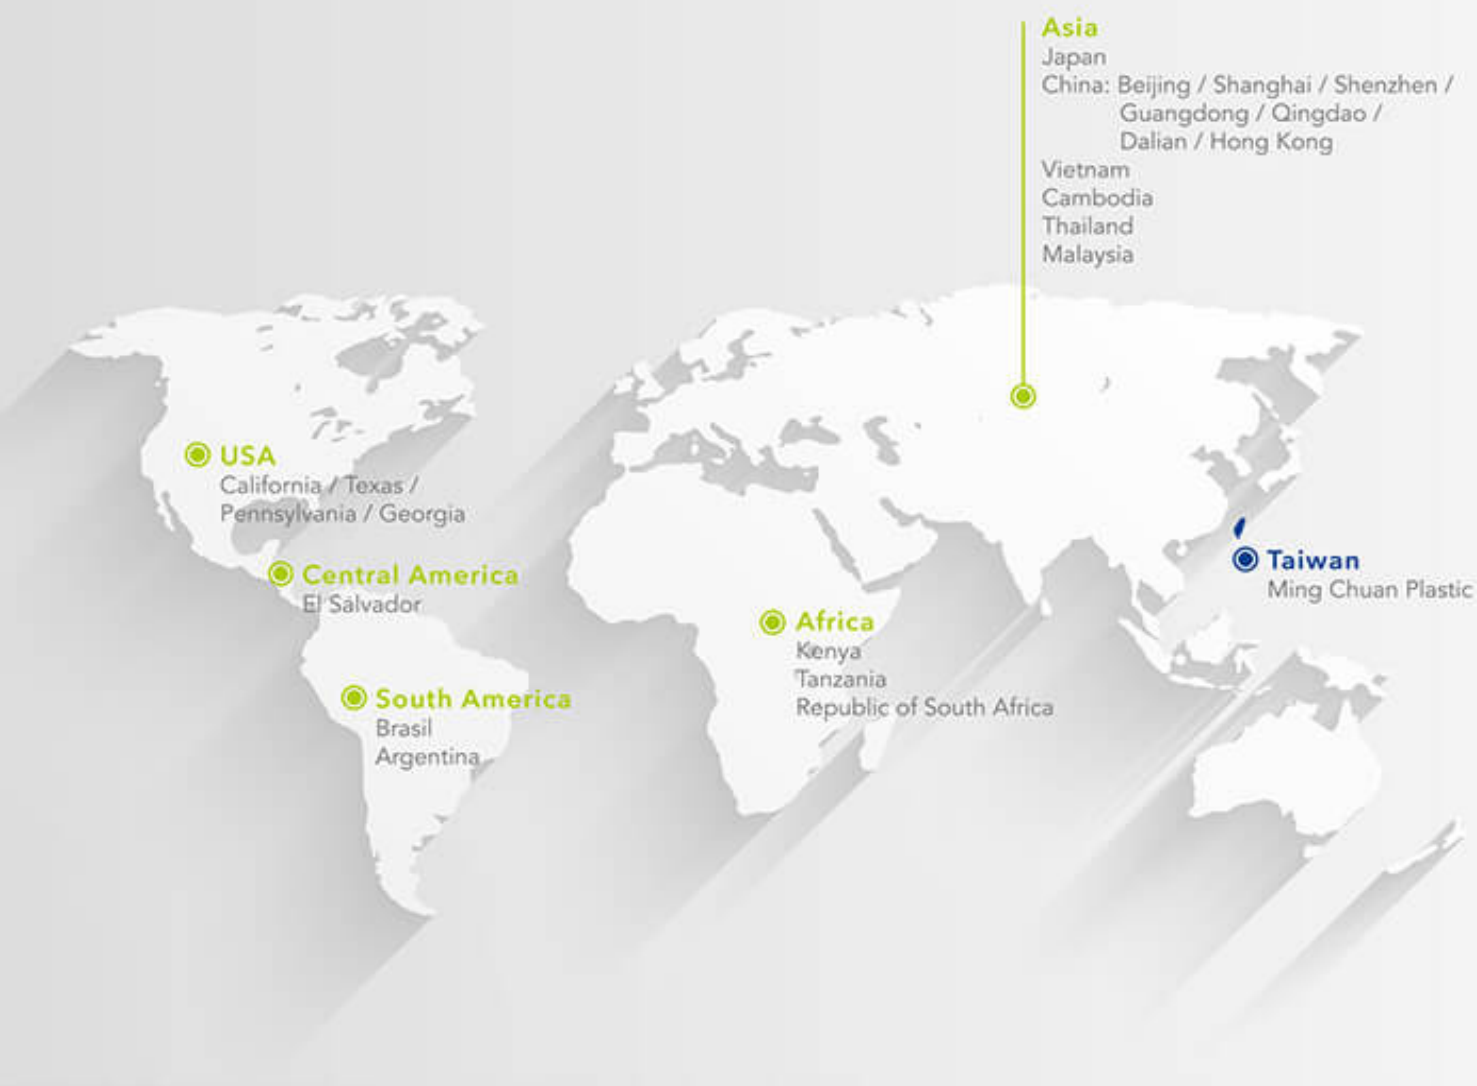 Asia
Japan
China: Beijing / Shanghai / Shenzhen /
Guangdong / Qingdao /
Dalian / Hong Kong
Vietnam
Cambodia
Thailand
Malaysia
USA
California / Texas /
Pennsylvania / Georgia
Central America
El Salvador
South America
Brasil
Argentina
Africa
Kenya
Tanzania
Republic of South Africa
Taiwan
Ming Chuan Plastic